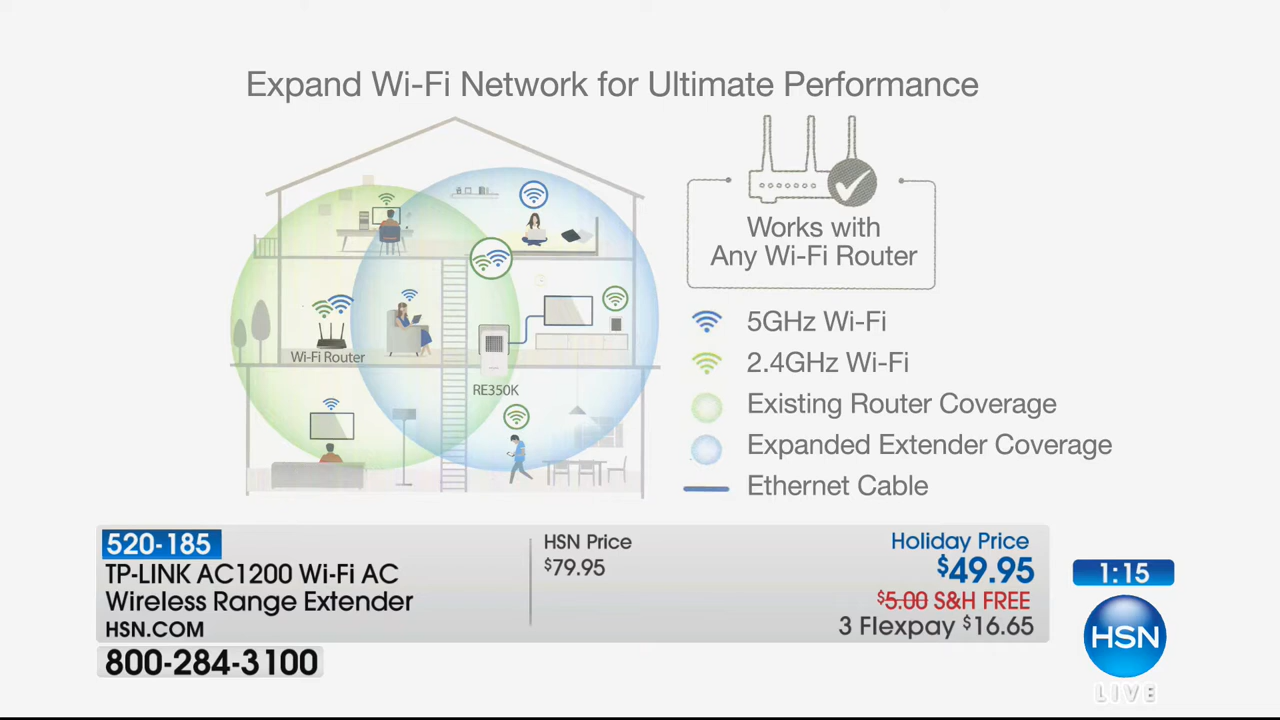 Expand Wi-Fi Network for Ultimate Performance
Works with
Any Wi-Fi Router
Wi-Fi Router
RE350K
5GHz Wi-Fi
2.4GHz Wi-Fi
Existing Router Coverage
Expanded Extender Coverage
Ethernet Cable
520-185
TP-LINK AC1200 Wi-Fi AC
Wireless Range Extender
HSN.COM
800-284-3100
HSN Price
$79.95
Holiday Price
$49.95
$5.00 S&H FREE
3 Flexpay $16.65
1:15
HSN
LIVE